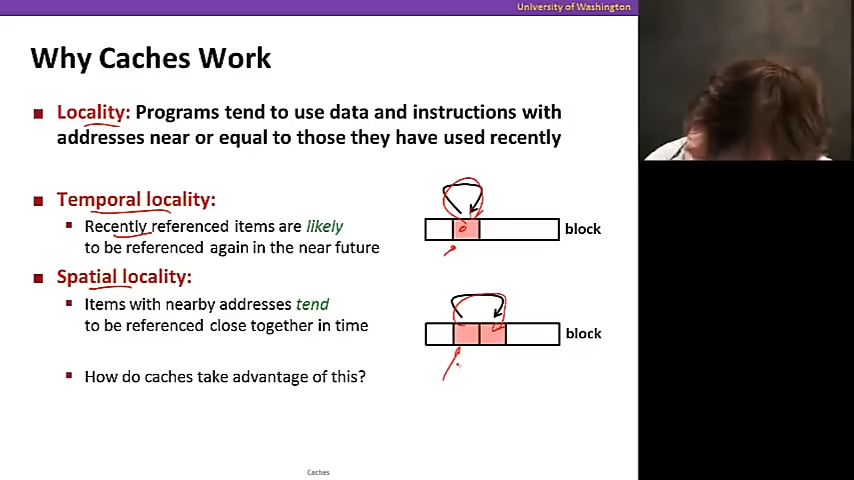 University of Washington
Why Caches Work
Locality: Programs tend to use data and instructions with
addresses near or equal to those they have used recently
Temporal locality:
Recently referenced items are likely
to be referenced again in the near future
block
Spatial locality:
Items with nearby addresses tend
to be referenced close together in time
block
How do caches take advantage of this?
Caches